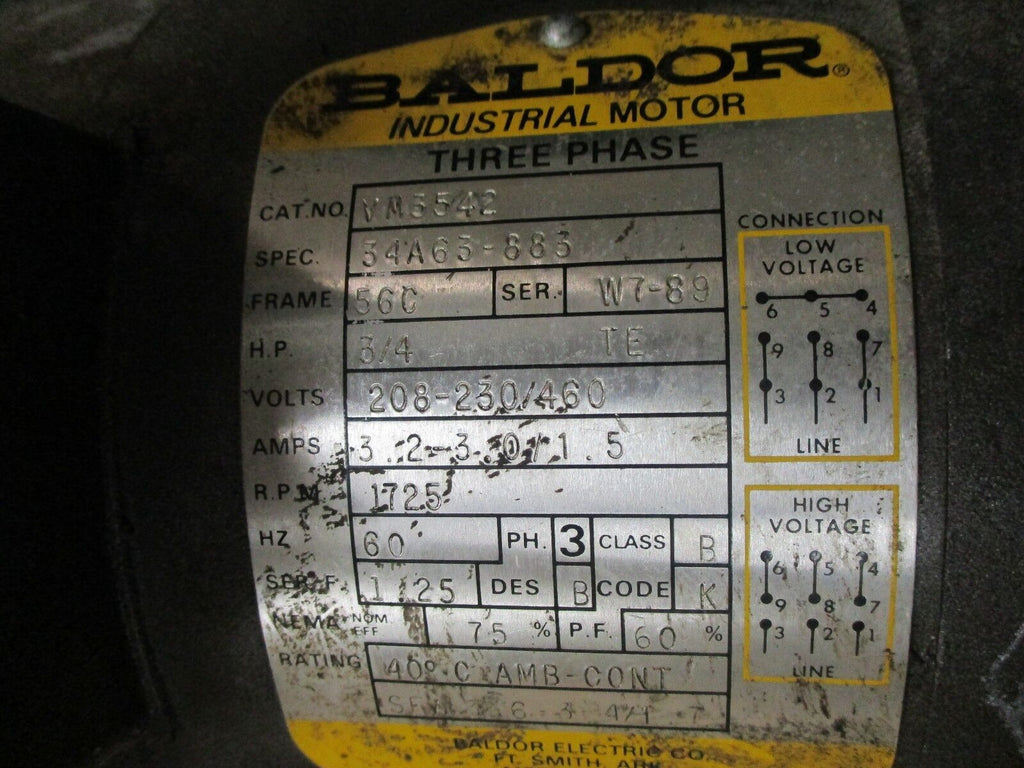 BALDOR®
INDUSTRIAL MOTOR
THREE PHASE
CAT.NO. VM3542
SPEC. 34A63-883
FRAME 56C SER. W7-89
H.P. 3/4 TE
VOLTS 208-230/460
AMPS 3.2-3.0/1.5
R.P.M 1725
HZ 60 PH. 3 CLASS B
SER.F. 1.25 DES B CODE K
NEMA NOM. EFF 75 % P.F. 60 %
RATING 40°C AMB-CONT
BALDOR ELECTRIC CO.
FT. SMITH, ARK.
CONNECTION
LOW
VOLTAGE
6 5 4
9 8 7
3 2 1
LINE
HIGH
VOLTAGE
6 5 4
9 8 7
3 2 1
LINE